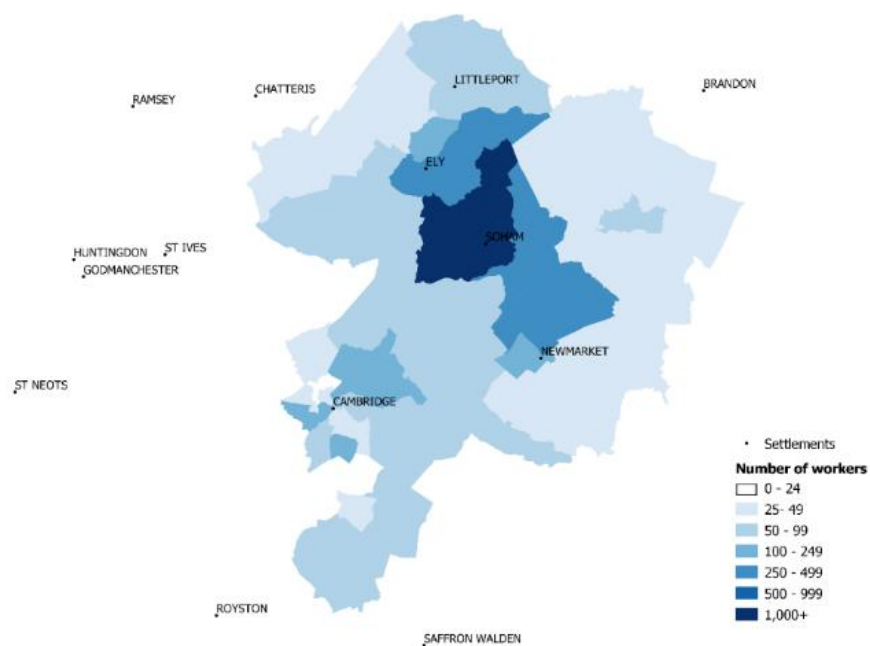 LITTLEPORT
BRANDON
CHATTERIS
RAMSEY
ELY
SOHAM
ST IVES
HUNTINGDON
GODMANCHESTER
NEWMARKET
ST NEOTS
CAMBRIDGE
Settlements
Number of workers
0 - 24
25- 49
50 - 99
100 - 249
250 - 499
500 - 999
1,000+
ROYSTON
SAFFRON WALDEN